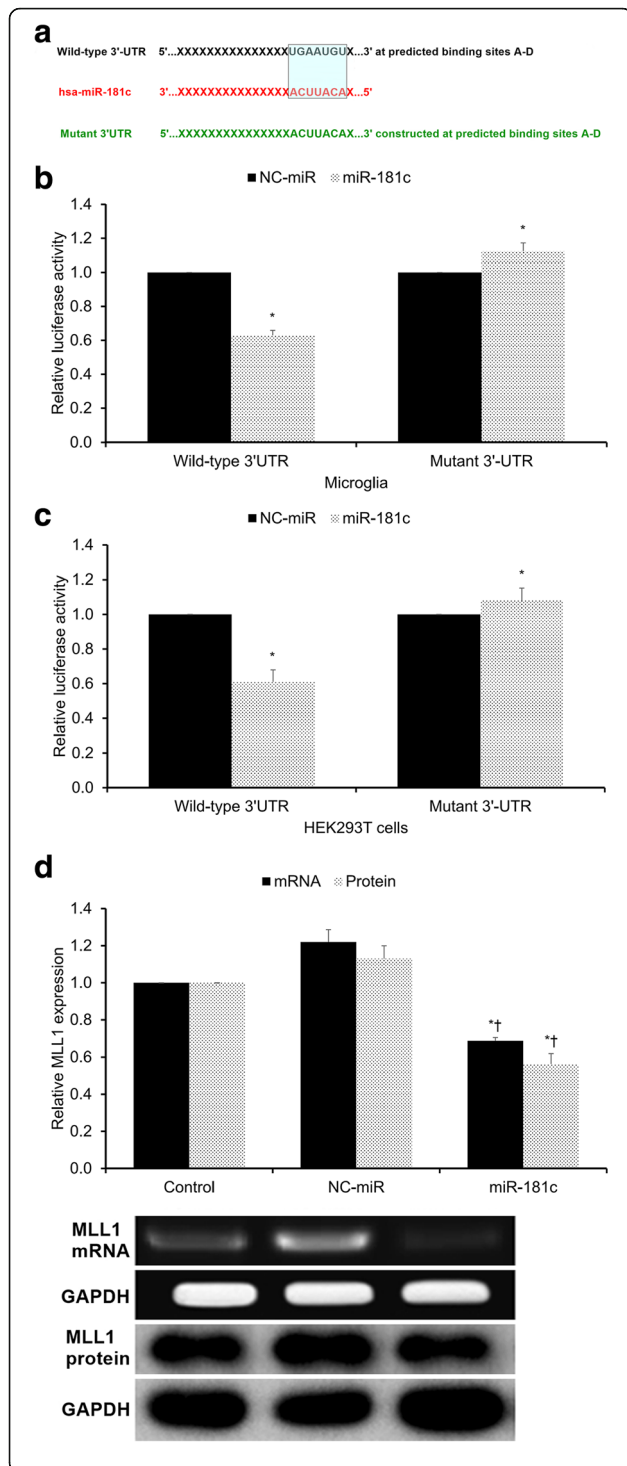 a
Wild-type 3'-UTR 5'...XXXXXXXXXXXXXXXUGAAUGUX...3' at predicted binding sites A-D
hsa-miR-181c 3'...XXXXXXXXXXXXXXXACUUACAX...5'
Mutant 3'UTR 5'...XXXXXXXXXXXXXXXACUUACAX...3' constructed at predicted binding sites A-D
b
NC-miR miR-181c
Relative luciferase activity
1.4
1.2
1.0
0.8
0.6
0.4
0.2
0.0
*
*
Wild-type 3'UTR Mutant 3'-UTR
Microglia
c
NC-miR miR-181c
Relative luciferase activity
1.4
1.2
1.0
0.8
0.6
0.4
0.2
0.0
*
*
Wild-type 3'UTR Mutant 3'-UTR
HEK293T cells
d
mRNA Protein
Relative MLL1 expression
1.4
1.2
1.0
0.8
0.6
0.4
0.2
0.0
*†
*†
Control NC-miR miR-181c
MLL1
mRNA
GAPDH
MLL1
protein
GAPDH